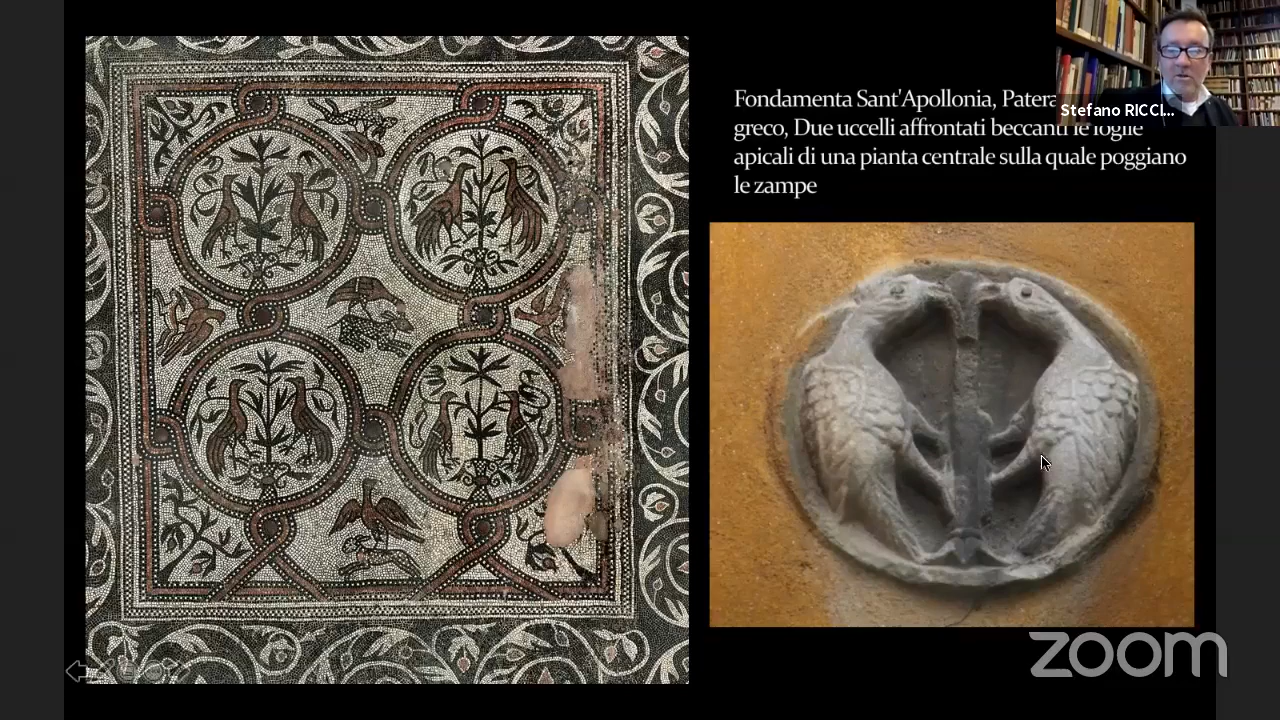 Fondamenta Sant'Apollonia, Patera
greco, Due uccelli affrontati beccanti le foglie
apicali di una pianta centrale sulla quale poggiano
le zampe
Stefano RICCI...
zoom